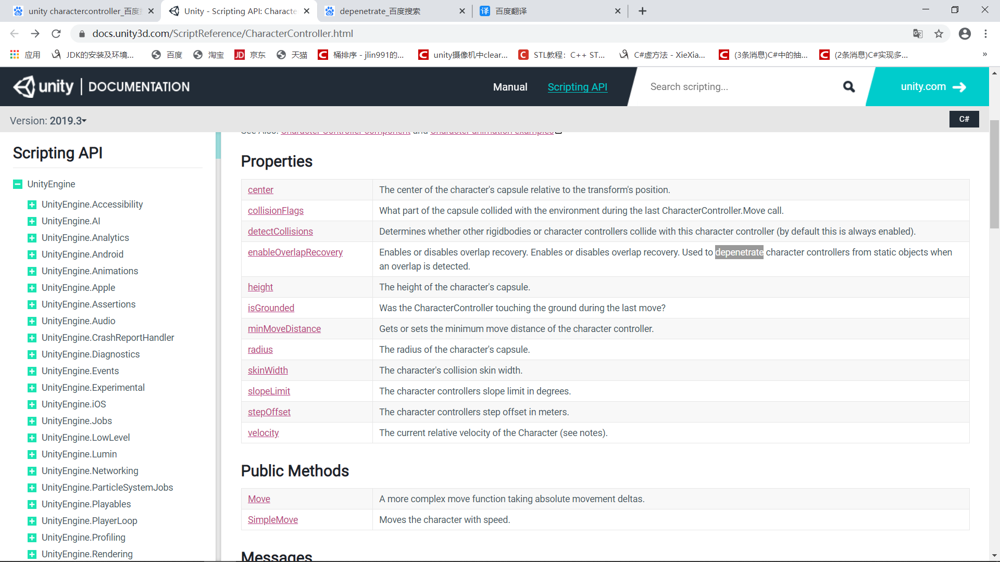 unity charactercontroller_百度
Unity - Scripting API: Characte
depenetrate_百度搜索
译 百度翻译
docs.unity3d.com/ScriptReference/CharacterController.html
应用
JDK的安装及环境...
百度
淘宝
JD 京东
天猫
桶排序 - jlin991的...
unity摄像机中clear...
STL教程：C++ ST...
C#虚方法 - XieXia...
(3条消息)C#中的抽...
(2条消息)C#实现多...
»
unity | DOCUMENTATION
Manual
Scripting API
Search scripting...
unity.com
Version: 2019.3
C#
See Also: Character Controller component and Character animation examples
Scripting API
UnityEngine
UnityEngine.Accessibility
UnityEngine.AI
UnityEngine.Analytics
UnityEngine.Android
UnityEngine.Animations
UnityEngine.Apple
UnityEngine.Assertions
UnityEngine.Audio
UnityEngine.CrashReportHandler
UnityEngine.Diagnostics
UnityEngine.Events
UnityEngine.Experimental
UnityEngine.iOS
UnityEngine.Jobs
UnityEngine.LowLevel
UnityEngine.Lumin
UnityEngine.Networking
UnityEngine.ParticleSystemJobs
UnityEngine.Playables
UnityEngine.PlayerLoop
UnityEngine.Profiling
UnityEngine.Rendering
Properties
center The center of the character's capsule relative to the transform's position.
collisionFlags What part of the capsule collided with the environment during the last CharacterController.Move call.
detectCollisions Determines whether other rigidbodies or character controllers collide with this character controller (by default this is always enabled).
enableOverlapRecovery Enables or disables overlap recovery. Enables or disables overlap recovery. Used to depenetrate character controllers from static objects when
an overlap is detected.
height The height of the character's capsule.
isGrounded Was the CharacterController touching the ground during the last move?
minMoveDistance Gets or sets the minimum move distance of the character controller.
radius The radius of the character's capsule.
skinWidth The character's collision skin width.
slopeLimit The character controllers slope limit in degrees.
stepOffset The character controllers step offset in meters.
velocity The current relative velocity of the Character (see notes).
Public Methods
Move A more complex move function taking absolute movement deltas.
SimpleMove Moves the character with speed.
Messages